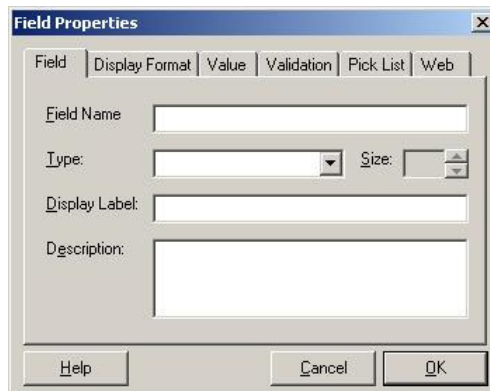 Field Properties
Field Display Format Value Validation Pick List Web
Field Name
Type: Size:
Display Label:
Description:
Help Cancel OK